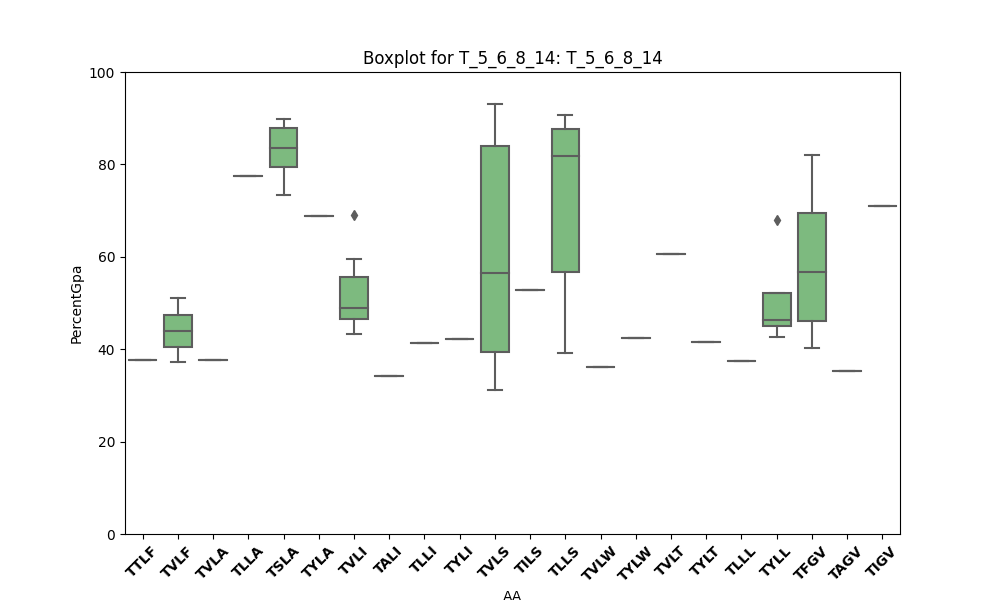 Boxplot for T_5_6_8_14: T_5_6_8_14
100
80
60
40
20
0
PercentGpa
TTLF TVLF TVLA TLLA TSLA TYLA TVLI TALI TLLI TYLI TVLS TILS TLLS TVLW TYLW TVLT TYLT TLLL TYLL TFGV TAGV TIGV
AA